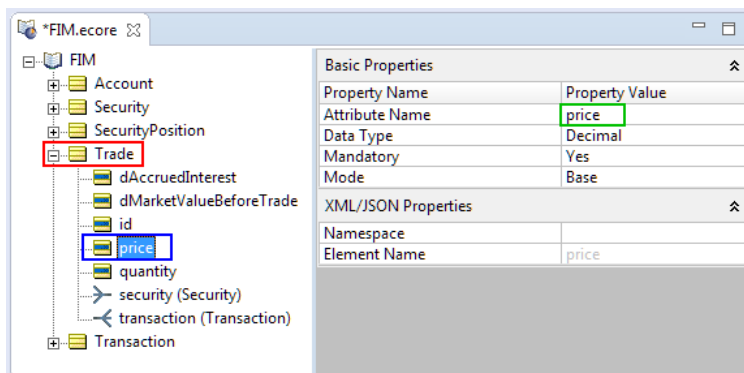 *FIM.ecore
FIM
Account
Security
SecurityPosition
Trade
dAccruedInterest
dMarketValueBeforeTrade
id
price
quantity
security (Security)
transaction (Transaction)
Transaction
Basic Properties
Property Name Property Value
Attribute Name price
Data Type Decimal
Mandatory Yes
Mode Base
XML/JSON Properties
Namespace
Element Name price